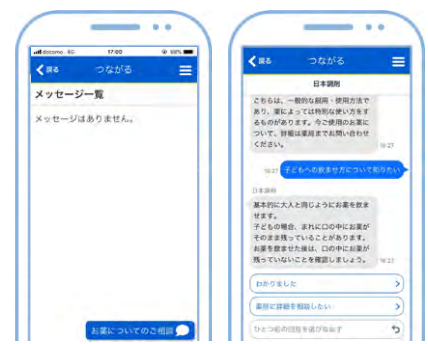 docomo 4G 17:00 98%
戻る つながる
メッセージ一覧
メッセージはありません。
お薬についてのご相談
戻る つながる
日本調剤
こちらは、一般的な服用・使用方法で
あり、薬によっては特別な使い方をす
るものがあります。今ご使用のお薬に
ついて、詳細は薬局までお問い合わせ
ください。
16:27
16:27 子どもへの飲ませ方について知りたい
日本調剤
基本的に大人と同じようにお薬を飲ま
せます。
子どもの場合、まれに口の中にお薬が
そのまま残っていることがあります。
お薬を飲ませた後は、口の中にお薬が
残っていないことを確認しましょう。
16:27
わかりました
薬局に詳細を相談したい
ひとつ前の回答を選びなおす